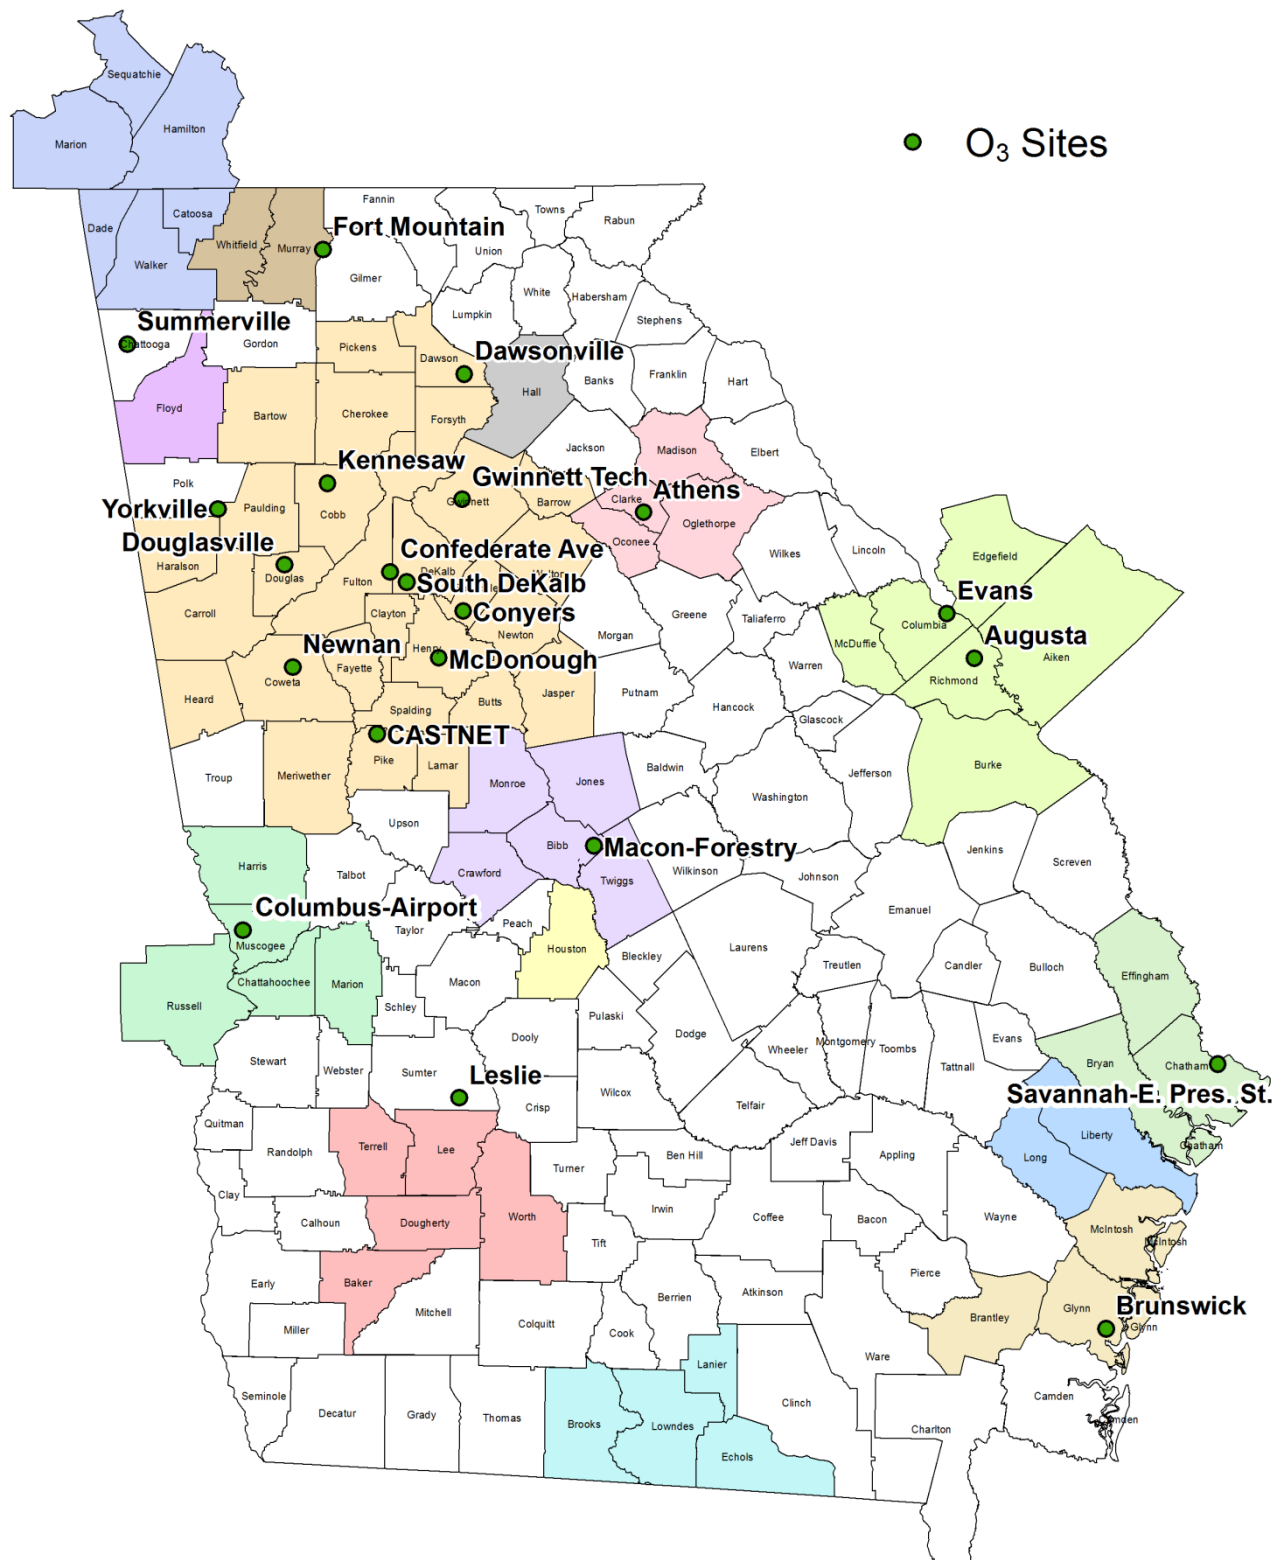 Sequatchie
Hamilton
Marion
O₃ Sites
Fannin
Towns
Rabun
Catoosa
Dade
Whitfield
Murray
Fort Mountain
Union
Walker
Gilmer
White
Habersham
Lumpkin
Stephens
Summerville
Chattooga
Gordon
Pickens
Dawson
Dawsonville
Banks
Franklin
Hart
Hall
Floyd
Bartow
Cherokee
Forsyth
Jackson
Madison
Elbert
Kennesaw
Polk
Gwinnett Tech
Gwinnett
Barrow
Clarke
Athens
Yorkville
Paulding
Cobb
Oglethorpe
Oconee
Douglasville
Haralson
Douglas
Confederate Ave
DeKalb
Wilkes
Lincoln
Edgefield
Fulton
South DeKalb
Carroll
Clayton
Conyers
Greene
Taliaferro
Evans
Columbia
Newton
Morgan
McDuffie
Newnan
Fayette
Henry
McDonough
Warren
Augusta
Aiken
Coweta
Richmond
Heard
Spalding
Butts
Jasper
Putnam
Hancock
Glascock
CASTNET
Pike
Lamar
Troup
Meriwether
Monroe
Jones
Baldwin
Jefferson
Burke
Washington
Upson
Bibb
Macon-Forestry
Harris
Talbot
Crawford
Twiggs
Wilkinson
Johnson
Jenkins
Screven
Columbus-Airport
Taylor
Peach
Emanuel
Muscogee
Houston
Bleckley
Laurens
Treutlen
Candler
Bulloch
Effingham
Russell
Chattahoochee
Marion
Macon
Schley
Pulaski
Dooly
Dodge
Wheeler
Montgomery
Toombs
Evans
Stewart
Webster
Sumter
Tattnall
Bryan
Chatham
Leslie
Wilcox
Crisp
Telfair
Savannah-E. Pres. St.
Quitman
Randolph
Terrell
Lee
Turner
Ben Hill
Jeff Davis
Appling
Long
Liberty
Chatham
Clay
Calhoun
Dougherty
Worth
Irwin
Coffee
Bacon
Wayne
McIntosh
McIntosh
Tift
Early
Baker
Mitchell
Berrien
Atkinson
Pierce
Brantley
Glynn
Brunswick
Glynn
Miller
Colquitt
Cook
Ware
Lanier
Seminole
Decatur
Grady
Thomas
Brooks
Lowndes
Echols
Clinch
Charlton
Camden